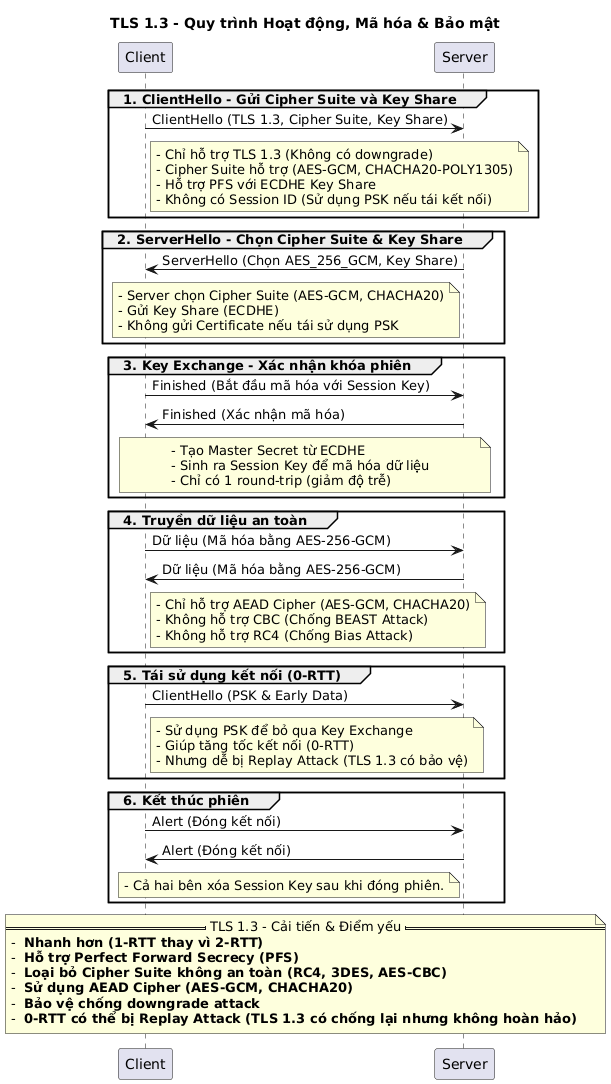 TLS 1.3 - Quy trình Hoạt động, Mã hóa & Bảo mật
Client
Server
1. ClientHello - Gửi Cipher Suite và Key Share
ClientHello (TLS 1.3, Cipher Suite, Key Share)
- Chỉ hỗ trợ TLS 1.3 (Không có downgrade)
- Cipher Suite hỗ trợ (AES-GCM, CHACHA20-POLY1305)
- Hỗ trợ PFS với ECDHE Key Share
- Không có Session ID (Sử dụng PSK nếu tái kết nối)
2. ServerHello - Chọn Cipher Suite & Key Share
ServerHello (Chọn AES_256_GCM, Key Share)
- Server chọn Cipher Suite (AES-GCM, CHACHA20)
- Gửi Key Share (ECDHE)
- Không gửi Certificate nếu tái sử dụng PSK
3. Key Exchange - Xác nhận khóa phiên
Finished (Bắt đầu mã hóa với Session Key)
Finished (Xác nhận mã hóa)
- Tạo Master Secret từ ECDHE
- Sinh ra Session Key để mã hóa dữ liệu
- Chỉ có 1 round-trip (giảm độ trễ)
4. Truyền dữ liệu an toàn
Dữ liệu (Mã hóa bằng AES-256-GCM)
Dữ liệu (Mã hóa bằng AES-256-GCM)
- Chỉ hỗ trợ AEAD Cipher (AES-GCM, CHACHA20)
- Không hỗ trợ CBC (Chống BEAST Attack)
- Không hỗ trợ RC4 (Chống Bias Attack)
5. Tái sử dụng kết nối (0-RTT)
ClientHello (PSK & Early Data)
- Sử dụng PSK để bỏ qua Key Exchange
- Giúp tăng tốc kết nối (0-RTT)
- Nhưng dễ bị Replay Attack (TLS 1.3 có bảo vệ)
6. Kết thúc phiên
Alert (Đóng kết nối)
Alert (Đóng kết nối)
- Cả hai bên xóa Session Key sau khi đóng phiên.
TLS 1.3 - Cải tiến & Điểm yếu
- Nhanh hơn (1-RTT thay vì 2-RTT)
- Hỗ trợ Perfect Forward Secrecy (PFS)
- Loại bỏ Cipher Suite không an toàn (RC4, 3DES, AES-CBC)
- Sử dụng AEAD Cipher (AES-GCM, CHACHA20)
- Bảo vệ chống downgrade attack
- 0-RTT có thể bị Replay Attack (TLS 1.3 có chống lại nhưng không hoàn hảo)
Client
Server